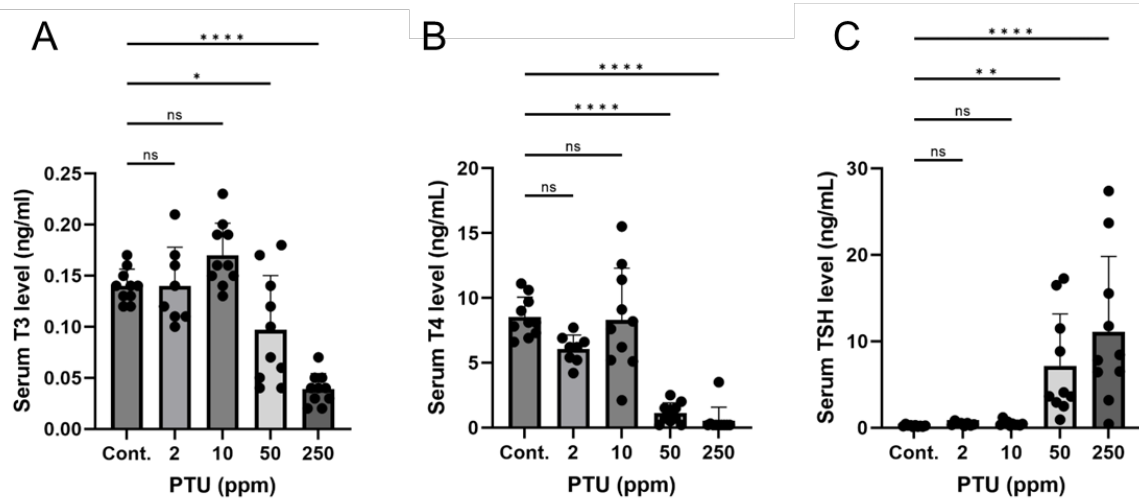 A
****
*
ns
ns
Serum T3 level (ng/ml)
0.25
0.20
0.15
0.10
0.05
0.00
Cont. 2 10 50 250
PTU (ppm)
B
****
****
ns
ns
Serum T4 level (ng/mL)
20
15
10
5
0
Cont. 2 10 50 250
PTU (ppm)
C
****
**
ns
ns
Serum TSH level (ng/mL)
30
20
10
0
Cont. 2 10 50 250
PTU (ppm)